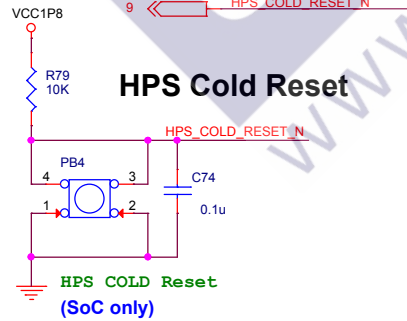 9 HPS_COLD_RESET_N
VCC1P8
R79
10K
HPS Cold Reset
HPS_COLD_RESET_N
PB4
4 3
C74
1 2
0.1u
HPS COLD Reset
(SoC only)